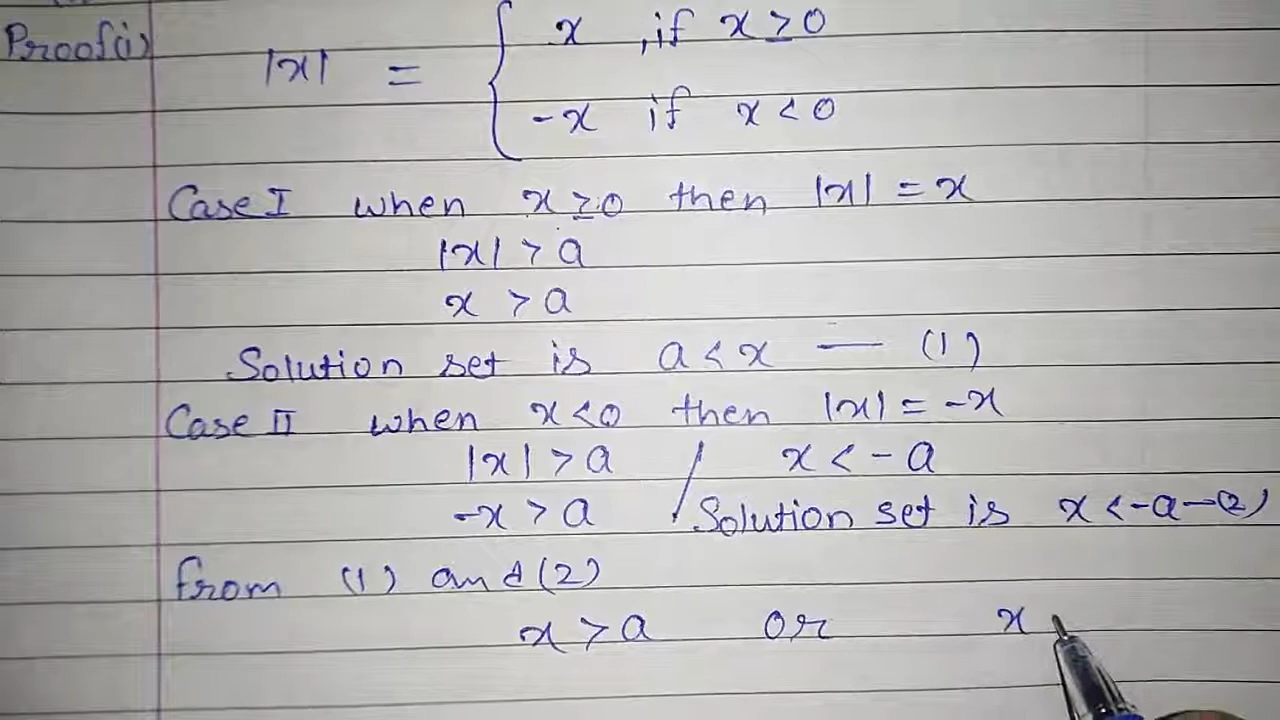 Proof(i)
|x| = { x , if x ≥ 0
-x if x < 0
Case I when x ≥ 0 then |x| = x
|x| > a
x > a
Solution set is a < x — (1)
Case II when x < 0 then |x| = -x
|x| > a / x < -a
-x > a / Solution set is x < -a — (2)
from (1) and (2)
x > a or x